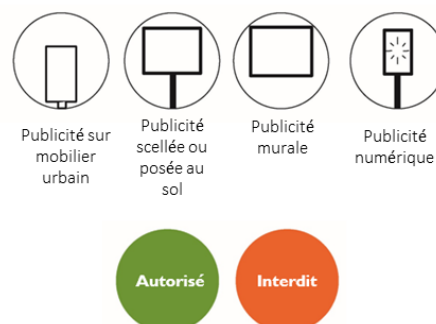 Publicité sur
mobilier
urbain
Publicité
scellée ou
posée au
sol
Publicité
murale
Publicité
numérique
Autorisé
Interdit